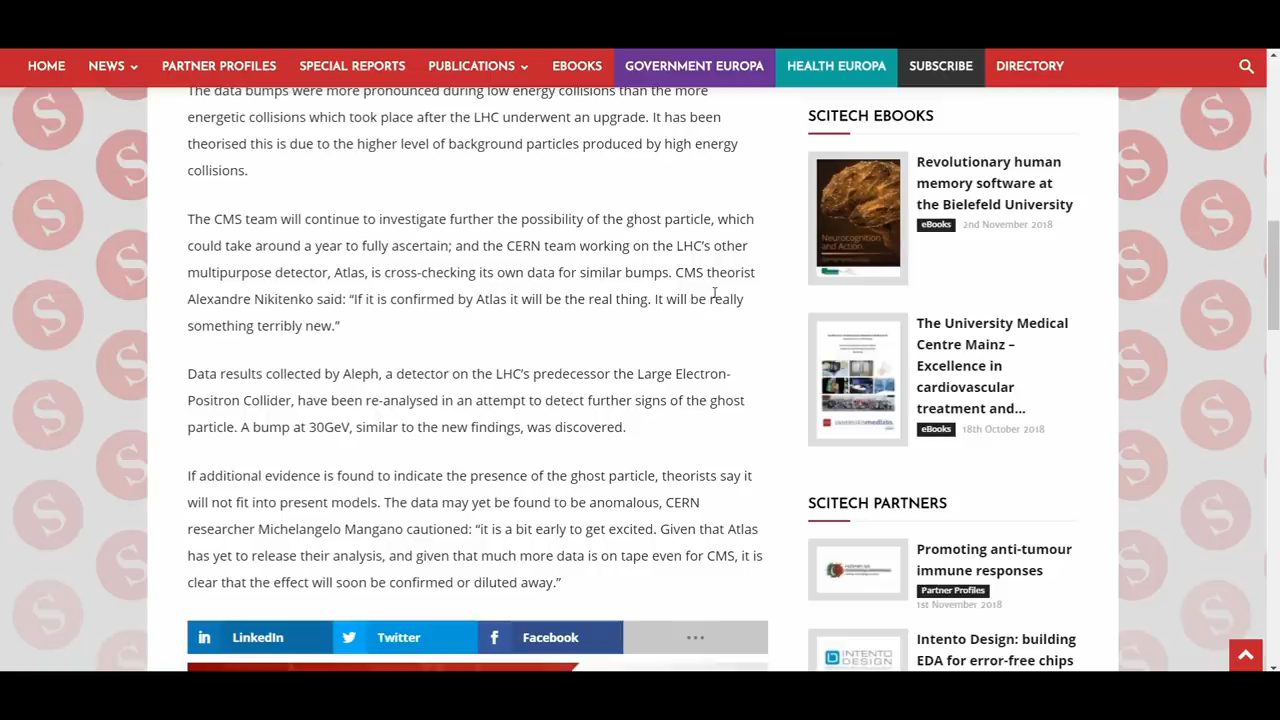 HOME NEWS PARTNER PROFILES SPECIAL REPORTS PUBLICATIONS EBOOKS GOVERNMENT EUROPA HEALTH EUROPA SUBSCRIBE DIRECTORY
The data bumps were more pronounced during low energy collisions than the more
energetic collisions which took place after the LHC underwent an upgrade. It has been
theorised this is due to the higher level of background particles produced by high energy
collisions.
The CMS team will continue to investigate further the possibility of the ghost particle, which
could take around a year to fully ascertain; and the CERN team working on the LHC’s other
multipurpose detector, Atlas, is cross-checking its own data for similar bumps. CMS theorist
Alexandre Nikitenko said: “If it is confirmed by Atlas it will be the real thing. It will be really
something terribly new.”
Data results collected by Aleph, a detector on the LHC’s predecessor the Large Electron-
Positron Collider, have been re-analysed in an attempt to detect further signs of the ghost
particle. A bump at 30GeV, similar to the new findings, was discovered.
If additional evidence is found to indicate the presence of the ghost particle, theorists say it
will not fit into present models. The data may yet be found to be anomalous, CERN
researcher Michelangelo Mangano cautioned: “it is a bit early to get excited. Given that Atlas
has yet to release their analysis, and given that much more data is on tape even for CMS, it is
clear that the effect will soon be confirmed or diluted away.”
LinkedIn Twitter Facebook
SCITECH EBOOKS
Neurocognition
and Action
Revolutionary human
memory software at
the Bielefeld University
eBooks 2nd November 2018
The University Medical
Centre Mainz –
Excellence in
cardiovascular
treatment and...
eBooks 18th October 2018
SCITECH PARTNERS
Promoting anti-tumour
immune responses
Partner Profiles
1st November 2018
INTENTO
DESIGN
Intento Design: building
EDA for error-free chips